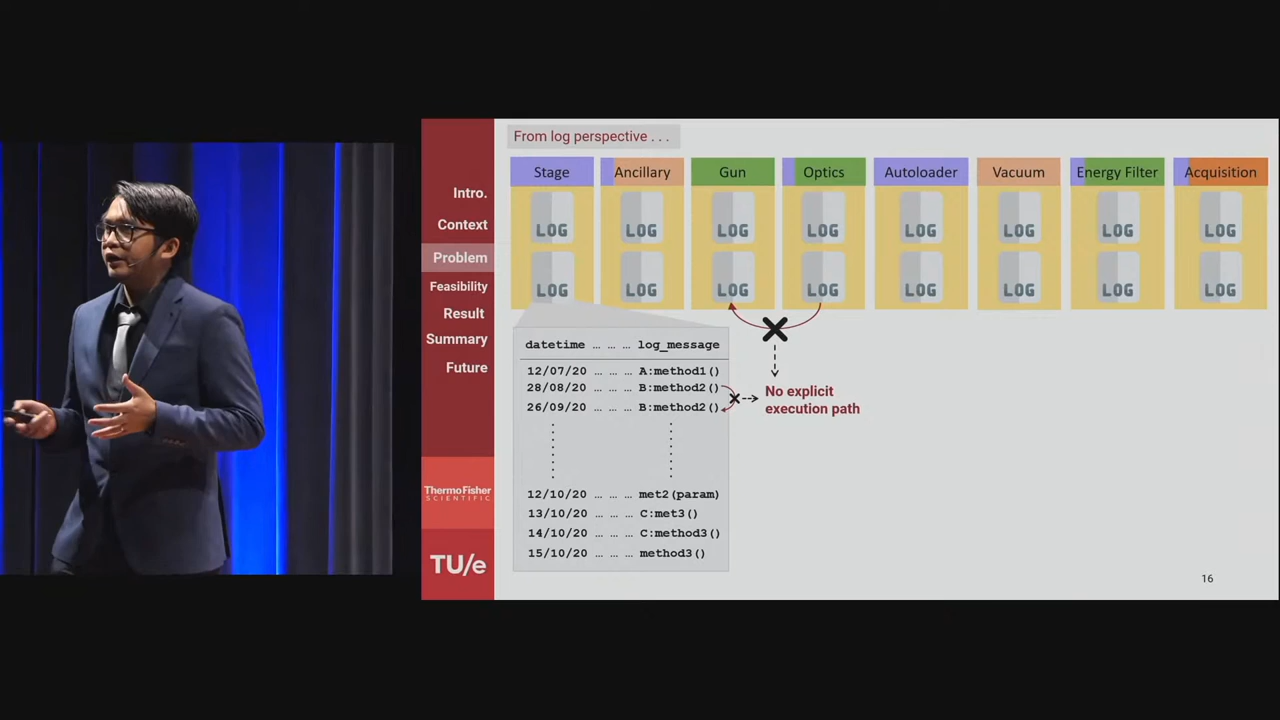 From log perspective . . .
Stage Ancillary Gun Optics Autoloader Vacuum Energy Filter Acquisition
LOG LOG LOG LOG LOG LOG LOG LOG
LOG LOG LOG LOG LOG LOG LOG LOG
Intro.
Context
Problem
Feasibility
Result
Summary
Future
ThermoFisher
SCIENTIFIC
TU/e
datetime … … … log_message
12/07/20 … … … A:method1()
28/08/20 … … … B:method2()
26/09/20 … … … B:method2()
12/10/20 … … … met2(param)
13/10/20 … … … C:met3()
14/10/20 … … … C:method3()
15/10/20 … … … method3()
No explicit
execution path
16